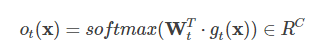 o_t(𝐱) = softmax(𝐖_t^T · g_t(𝐱)) ∈ R^C